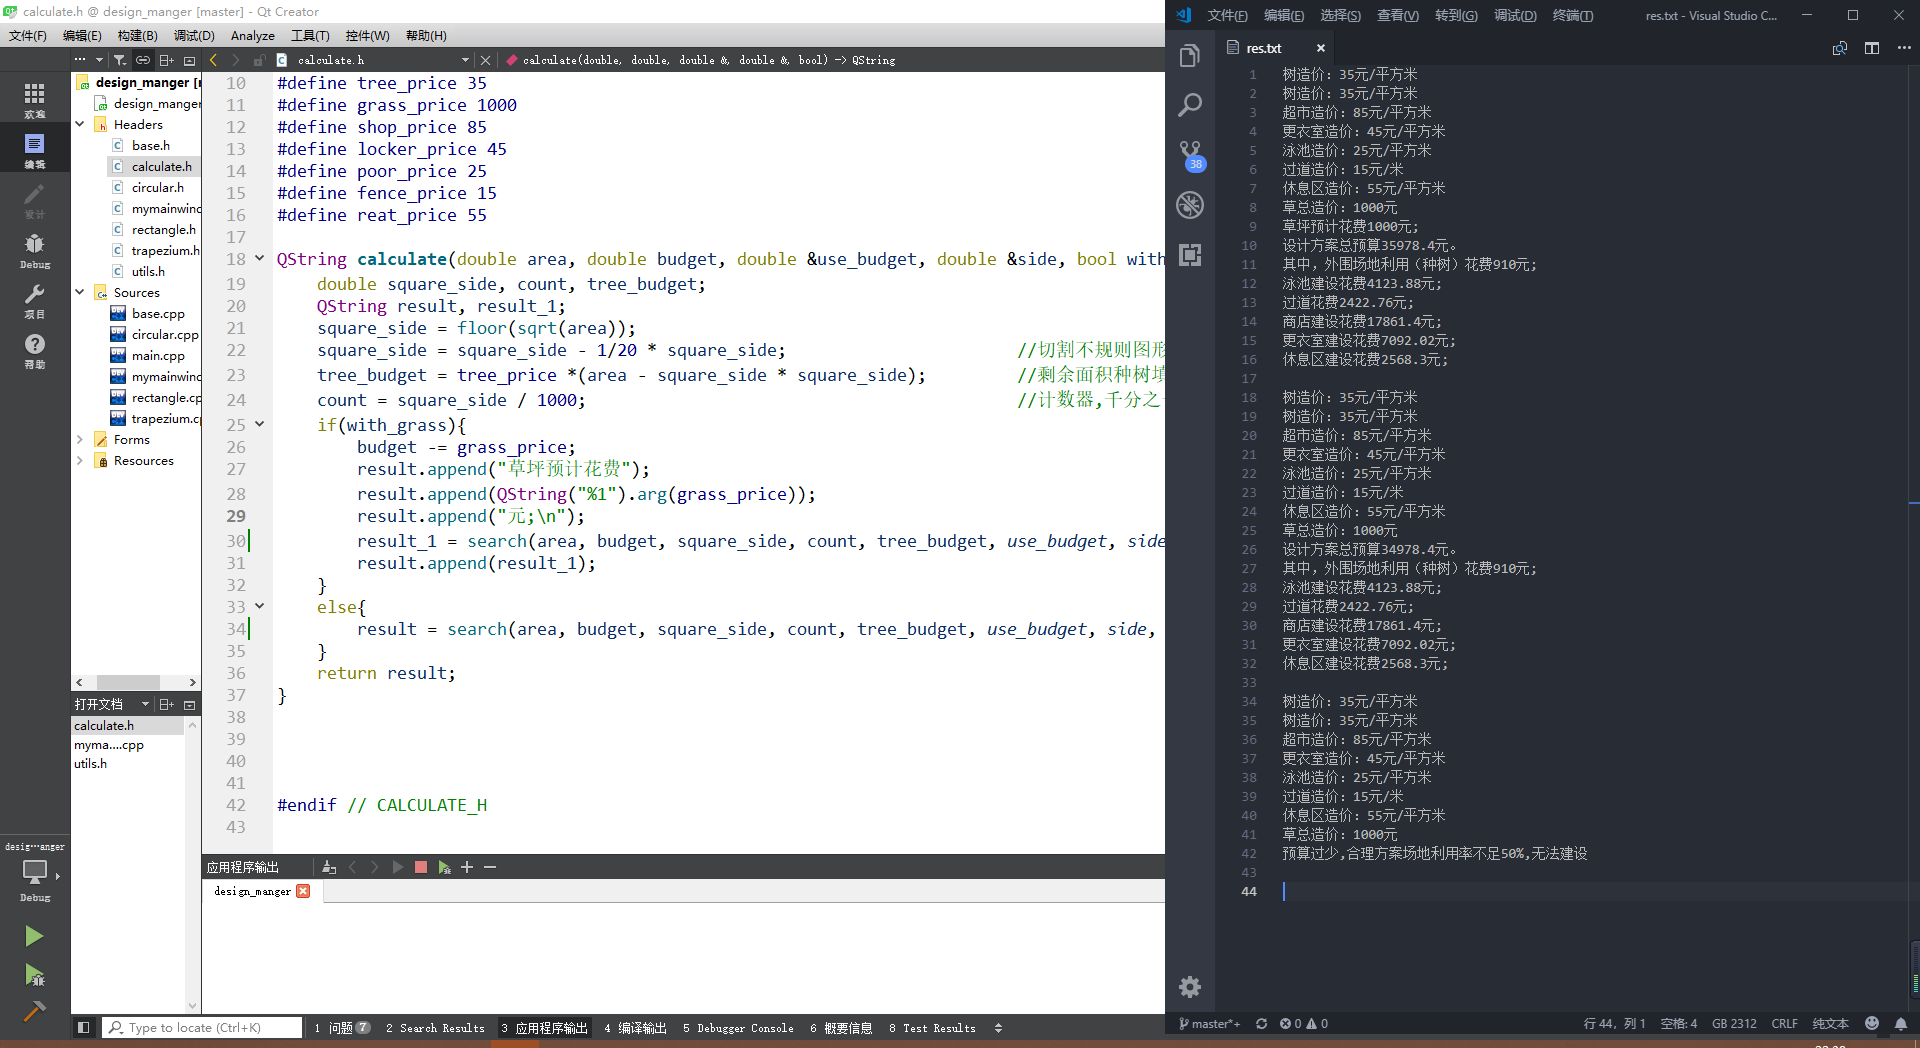 calculate.h @ design_manger [master] - Qt Creator
文件(F) 编辑(E) 构建(B) 调试(D) Analyze 工具(T) 控件(W) 帮助(H)
calculate.h
calculate(double, double, double &, double &, bool) -> QString
欢迎
编辑
设计
Debug
项目
帮助
design_manger [r
design_manger
Headers
base.h
calculate.h
circular.h
mymainwinc
rectangle.h
trapezium.h
utils.h
Sources
base.cpp
circular.cpp
main.cpp
mymainwinc
rectangle.cp
trapezium.cp
Forms
Resources
打开文档
calculate.h
myma....cpp
utils.h
desig···anger
Debug
10 #define tree_price 35
11 #define grass_price 1000
12 #define shop_price 85
13 #define locker_price 45
14 #define poor_price 25
15 #define fence_price 15
16 #define reat_price 55
17
18 QString calculate(double area, double budget, double &use_budget, double &side, bool with
19 double square_side, count, tree_budget;
20 QString result, result_1;
21 square_side = floor(sqrt(area));
22 square_side = square_side - 1/20 * square_side; //切割不规则图形
23 tree_budget = tree_price *(area - square_side * square_side); //剩余面积种树填
24 count = square_side / 1000; //计数器,千分之
25 if(with_grass){
26 budget -= grass_price;
27 result.append("草坪预计花费");
28 result.append(QString("%1").arg(grass_price));
29 result.append("元;\n");
30 result_1 = search(area, budget, square_side, count, tree_budget, use_budget, side
31 result.append(result_1);
32 }
33 else{
34 result = search(area, budget, square_side, count, tree_budget, use_budget, side,
35 }
36 return result;
37 }
38
39
40
41
42 #endif // CALCULATE_H
43
应用程序输出
design_manger
Type to locate (Ctrl+K)
1 问题 7 2 Search Results 3 应用程序输出 4 编译输出 5 Debugger Console 6 概要信息 8 Test Results
文件(F) 编辑(E) 选择(S) 查看(V) 转到(G) 调试(D) 终端(T) res.txt - Visual Studio C...
res.txt
38
1 树造价: 35元/平方米
2 树造价: 35元/平方米
3 超市造价: 85元/平方米
4 更衣室造价: 45元/平方米
5 泳池造价: 25元/平方米
6 过道造价: 15元/米
7 休息区造价: 55元/平方米
8 草总造价: 1000元
9 草坪预计花费1000元;
10 设计方案总预算35978.4元。
11 其中, 外围场地利用 (种树) 花费910元;
12 泳池建设花费4123.88元;
13 过道花费2422.76元;
14 商店建设花费17861.4元;
15 更衣室建设花费7092.02元;
16 休息区建设花费2568.3元;
17
18 树造价: 35元/平方米
19 树造价: 35元/平方米
20 超市造价: 85元/平方米
21 更衣室造价: 45元/平方米
22 泳池造价: 25元/平方米
23 过道造价: 15元/米
24 休息区造价: 55元/平方米
25 草总造价: 1000元
26 设计方案总预算34978.4元。
27 其中, 外围场地利用 (种树) 花费910元;
28 泳池建设花费4123.88元;
29 过道花费2422.76元;
30 商店建设花费17861.4元;
31 更衣室建设花费7092.02元;
32 休息区建设花费2568.3元;
33
34 树造价: 35元/平方米
35 树造价: 35元/平方米
36 超市造价: 85元/平方米
37 更衣室造价: 45元/平方米
38 泳池造价: 25元/平方米
39 过道造价: 15元/米
40 休息区造价: 55元/平方米
41 草总造价: 1000元
42 预算过少,合理方案场地利用率不足50%,无法建设
43
44
master*+ 0 0 行 44, 列 1 空格: 4 GB 2312 CRLF 纯文本